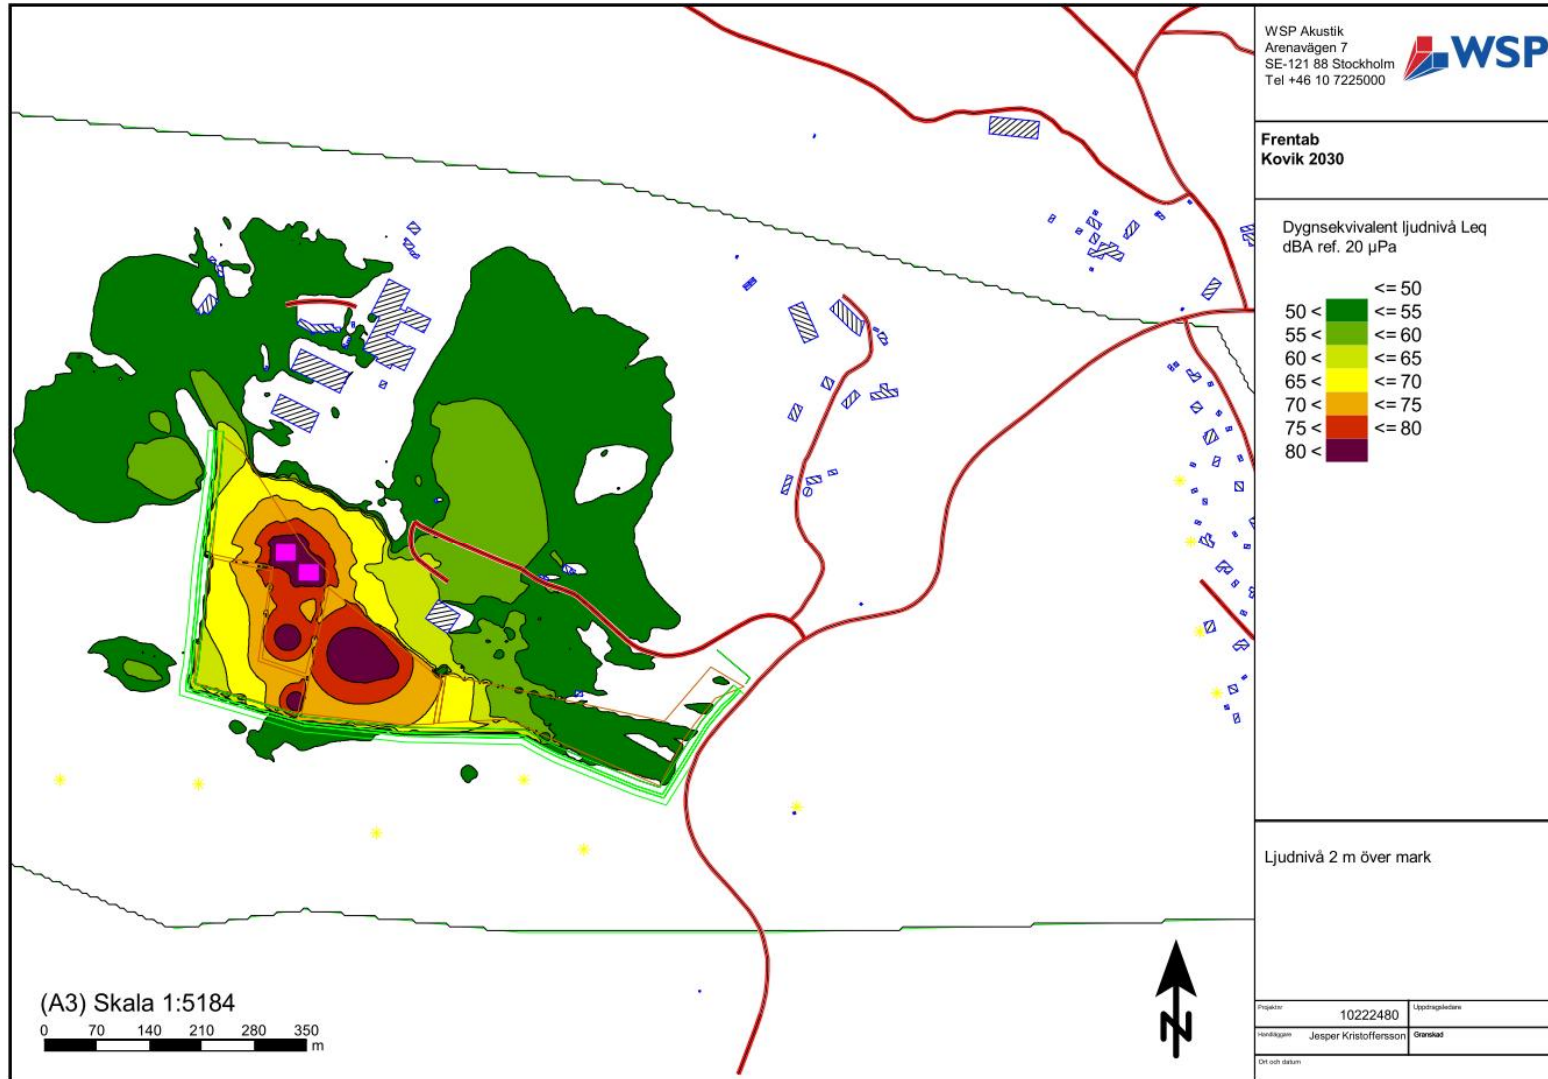 WSP Akustik
Arenavägen 7
SE-121 88 Stockholm
Tel +46 10 7225000
WSP
Frentab
Kovik 2030
Dygnsekvivalent ljudnivå Leq
dBA ref. 20 µPa
<= 50
50 < <= 55
55 < <= 60
60 < <= 65
65 < <= 70
70 < <= 75
75 < <= 80
80 <
Ljudnivå 2 m över mark
(A3) Skala 1:5184
0 70 140 210 280 350
m
N
Projektnr 10222480 Uppdragsledare
Handläggare Jesper Kristoffersson Granskad
Ort och datum